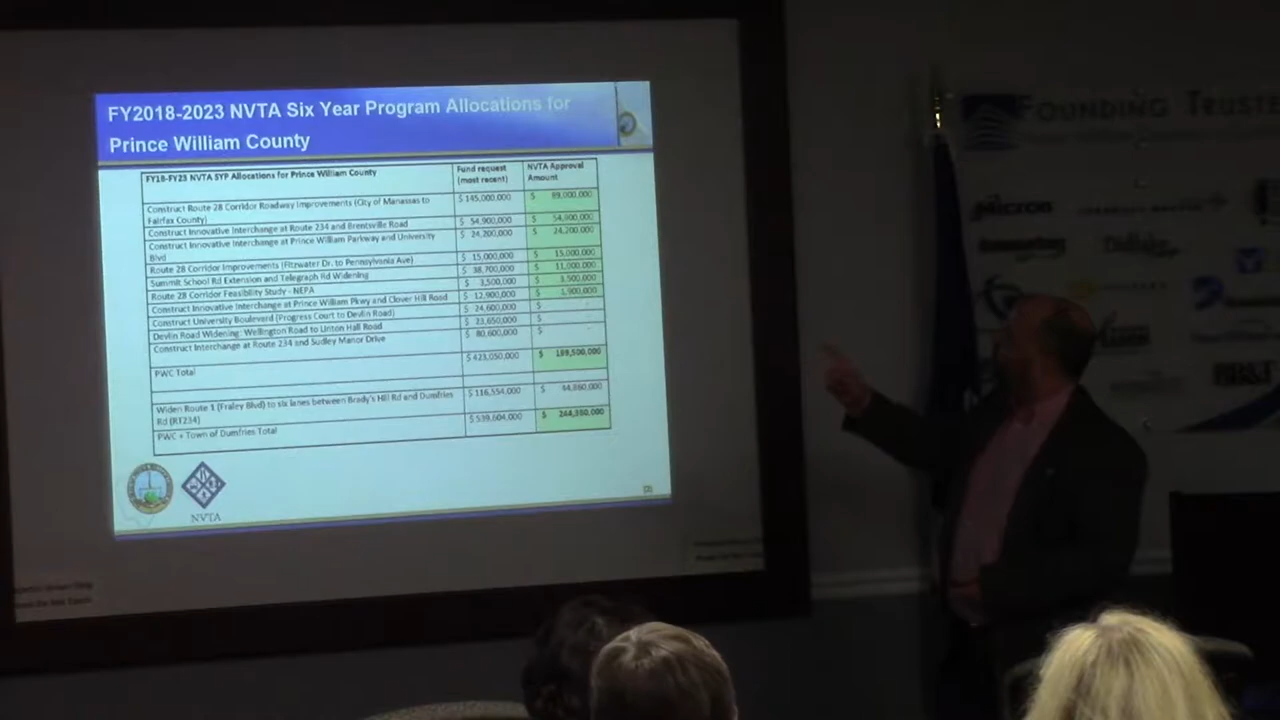 FY2018-2023 NVTA Six Year Program Allocations for
Prince William County
FY18-FY23 NVTA SYP Allocations for Prince William County
Fund request
(most recent)
NVTA Approval
Amount
Construct Route 28 Corridor Roadway Improvements (City of Manassas to
Fairfax County)
$ 145,000,000
$ 89,000,000
Construct Innovative Interchange at Route 234 and Brentsville Road
$ 54,900,000
$ 54,900,000
Construct Innovative Interchange at Prince William Parkway and University
Blvd
$ 24,200,000
$ 24,200,000
Route 28 Corridor Improvements (Fitzwater Dr. to Pennsylvania Ave)
$ 15,000,000
$ 15,000,000
Summit School Rd Extension and Telegraph Rd Widening
$ 38,700,000
$ 11,000,000
Route 28 Corridor Feasibility Study - NEPA
$ 3,500,000
$ 3,500,000
Construct Innovative Interchange at Prince William Pkwy and Clover Hill Road
$ 12,900,000
$ 1,900,000
Construct University Boulevard (Progress Court to Devlin Road)
$ 24,600,000
$ -
Devlin Road Widening: Wellington Road to Linton Hall Road
$ 23,650,000
$ -
Construct Interchange at Route 234 and Sudley Manor Drive
$ 80,600,000
$ -
PWC Total
$ 423,050,000
$ 199,500,000
Widen Route 1 (Fraley Blvd) to six lanes between Brady's Hill Rd and Dumfries
Rd (RT234)
$ 116,554,000
$ 44,860,000
PWC + Town of Dumfries Total
$ 539,604,000
$ 244,360,000
NVTA
FOUNDING TRUSTE
MICRON